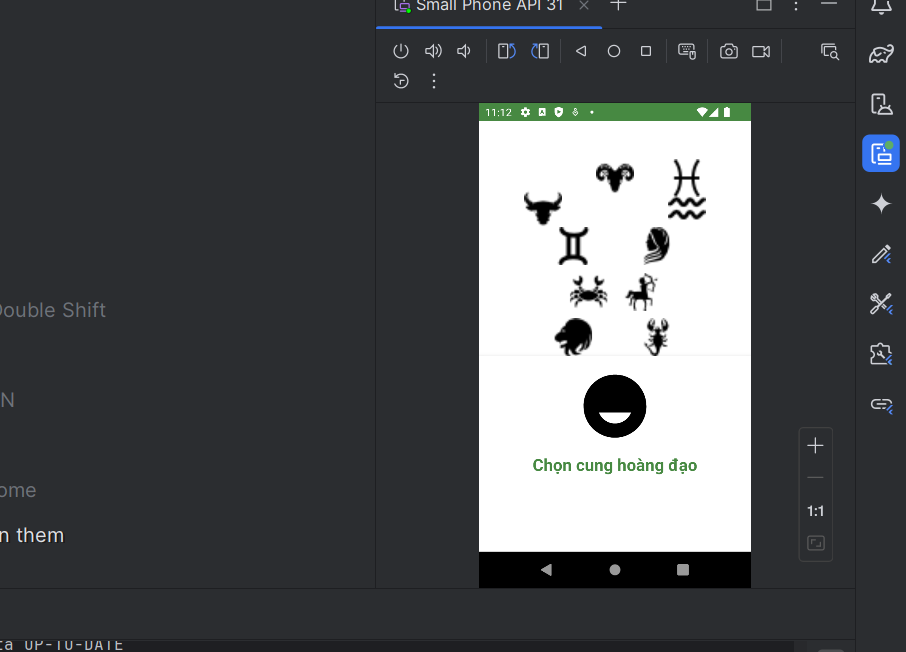 Small Phone API 31
11:12
Double Shift
N
ome
n them
Chọn cung hoàng đạo
1:1
ta UP-TO-DATE